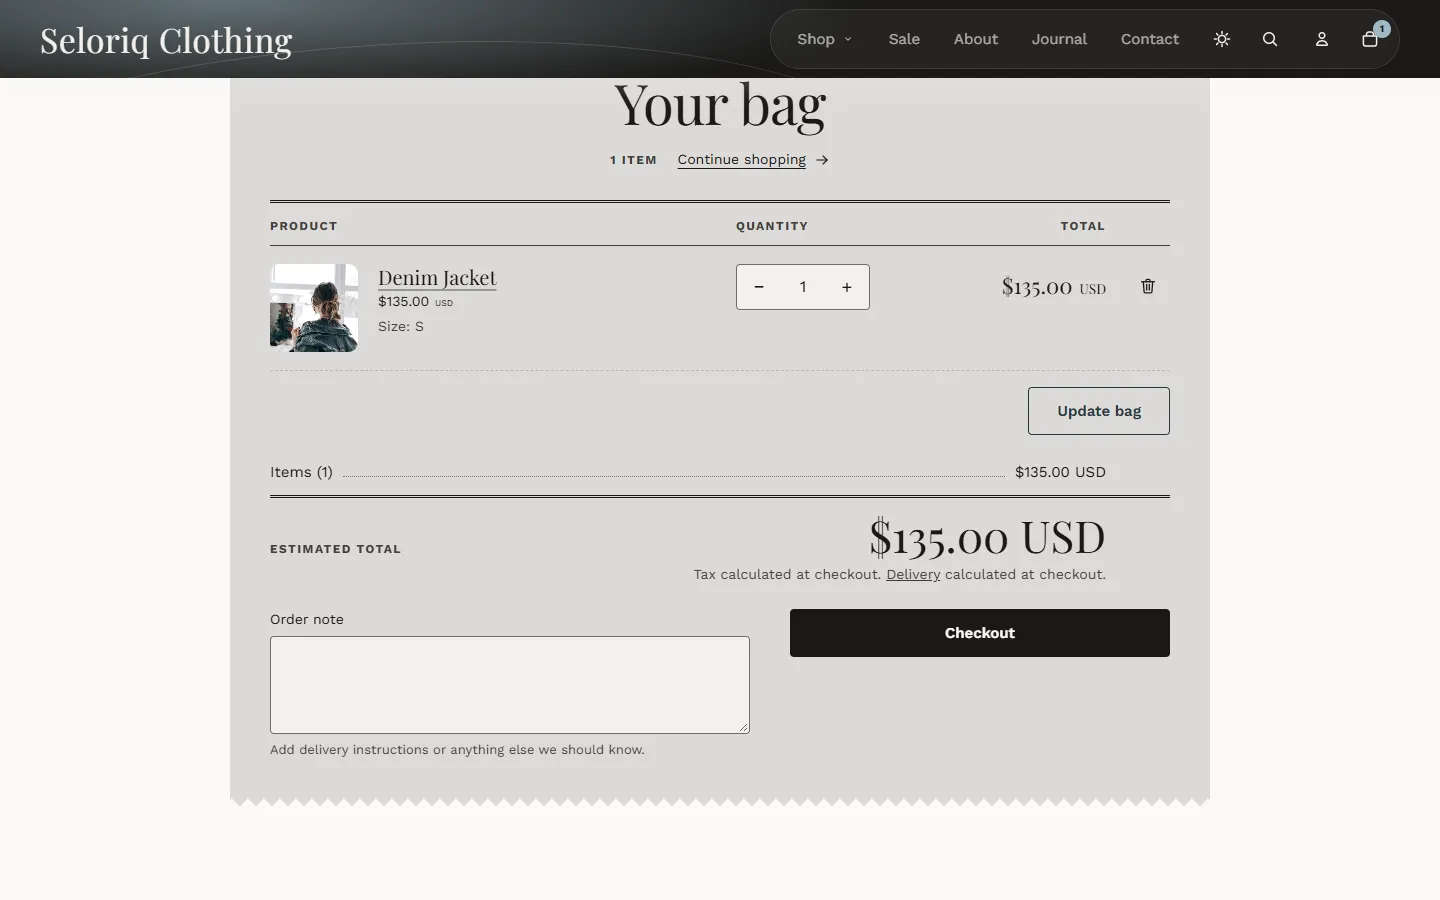 Seloriq Clothing
Shop
Sale
About
Journal
Contact
1
Your bag
1 ITEM
Continue shopping →
PRODUCT
QUANTITY
TOTAL
Denim Jacket
$135.00 USD
Size: S
− 1 +
$135.00 USD
Update bag
Items (1)
$135.00 USD
ESTIMATED TOTAL
$135.00 USD
Tax calculated at checkout. Delivery calculated at checkout.
Order note
Checkout
Add delivery instructions or anything else we should know.